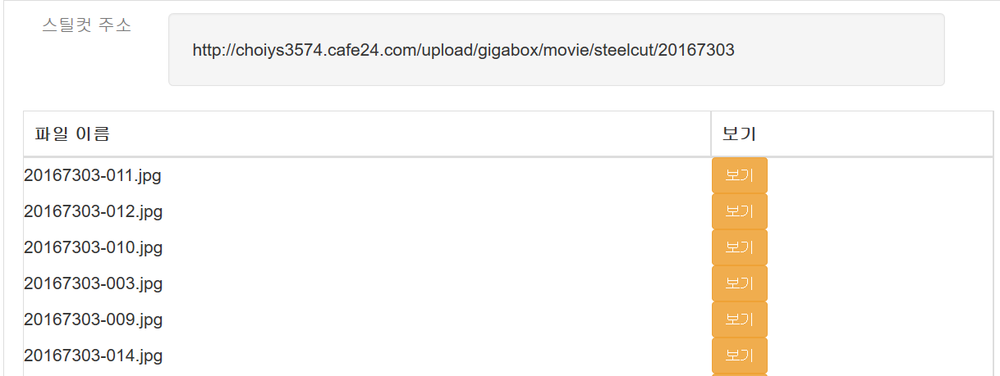 스틸컷 주소
http://choiys3574.cafe24.com/upload/gigabox/movie/steelcut/20167303
파일 이름 보기
20167303-011.jpg 보기
20167303-012.jpg 보기
20167303-010.jpg 보기
20167303-003.jpg 보기
20167303-009.jpg 보기
20167303-014.jpg 보기